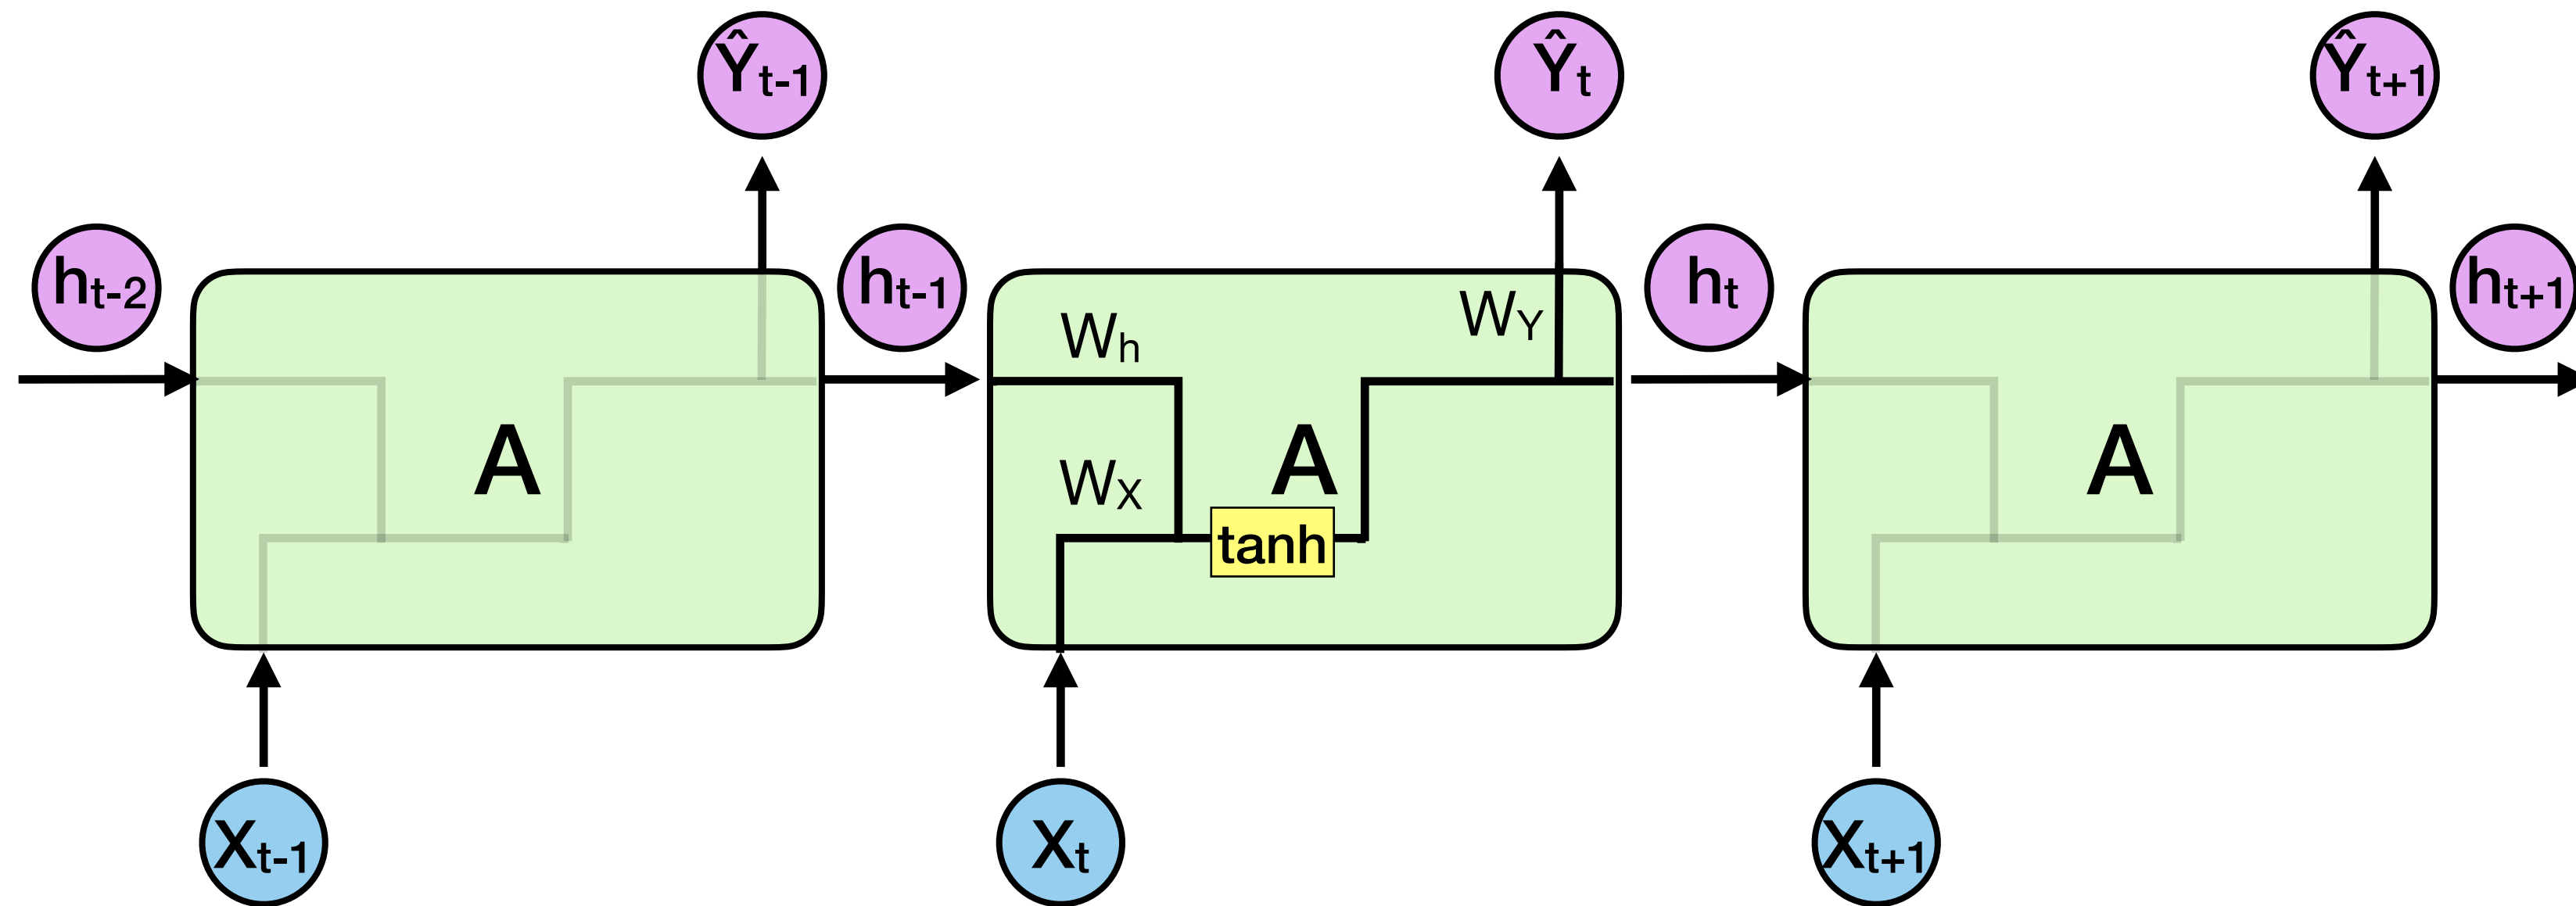 Ŷt-1
Ŷt
Ŷt+1
ht-2
ht-1
ht
ht+1
Wh
WY
A
WX
A
A
tanh
Xt-1
Xt
Xt+1